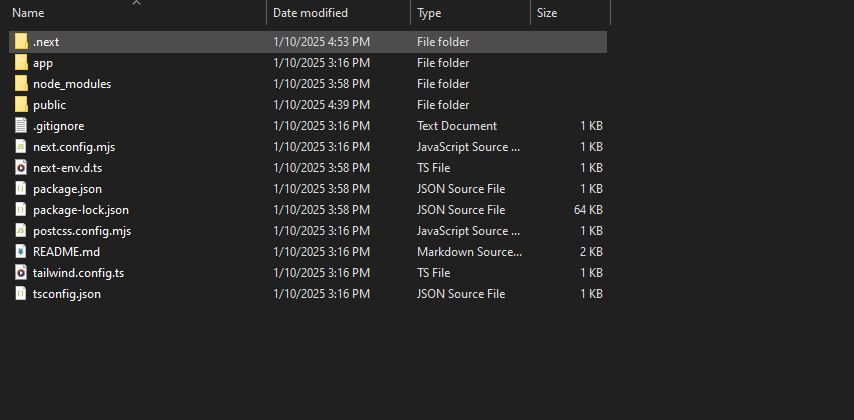 Name Date modified Type Size
.next 1/10/2025 4:53 PM File folder
app 1/10/2025 3:16 PM File folder
node_modules 1/10/2025 3:58 PM File folder
public 1/10/2025 4:39 PM File folder
.gitignore 1/10/2025 3:16 PM Text Document 1 KB
next.config.mjs 1/10/2025 3:16 PM JavaScript Source ... 1 KB
next-env.d.ts 1/10/2025 3:58 PM TS File 1 KB
package.json 1/10/2025 3:58 PM JSON Source File 1 KB
package-lock.json 1/10/2025 3:58 PM JSON Source File 64 KB
postcss.config.mjs 1/10/2025 3:16 PM JavaScript Source ... 1 KB
README.md 1/10/2025 3:16 PM Markdown Source... 2 KB
tailwind.config.ts 1/10/2025 3:16 PM TS File 1 KB
tsconfig.json 1/10/2025 3:16 PM JSON Source File 1 KB